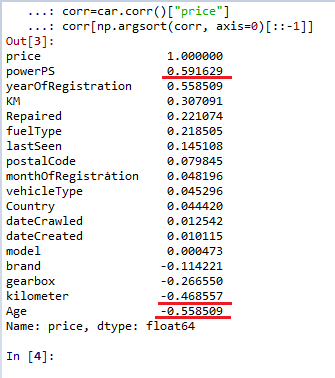 ...: corr=car.corr()["price"]
...: corr[np.argsort(corr, axis=0)[::-1]]
Out[3]:
price 1.000000
powerPS 0.591629
yearOfRegistration 0.558509
KM 0.307091
Repaired 0.221074
fuelType 0.218505
lastSeen 0.145108
postalCode 0.079845
monthOfRegistration 0.048196
vehicleType 0.045296
Country 0.044420
dateCrawled 0.012542
dateCreated 0.010115
model 0.000473
brand -0.114221
gearbox -0.266550
kilometer -0.468557
Age -0.558509
Name: price, dtype: float64
In [4]: